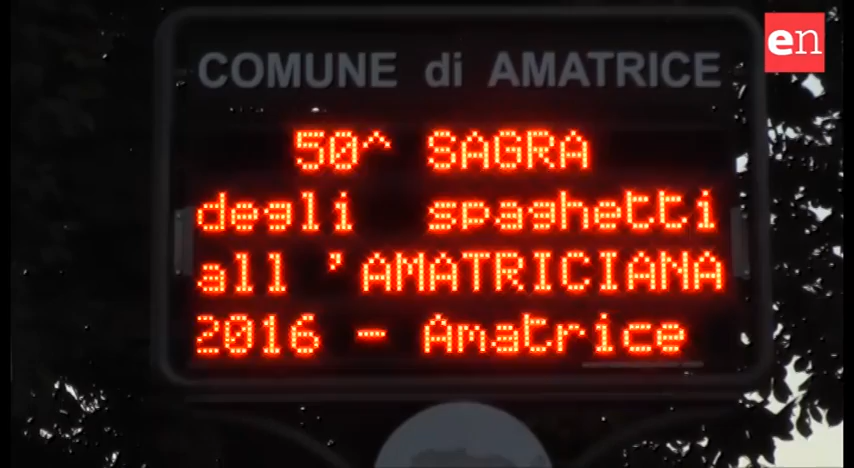 en
COMUNE di AMATRICE
50^ SAGRA
degli spaghetti
all 'AMATRICIANA
2016 - Amatrice